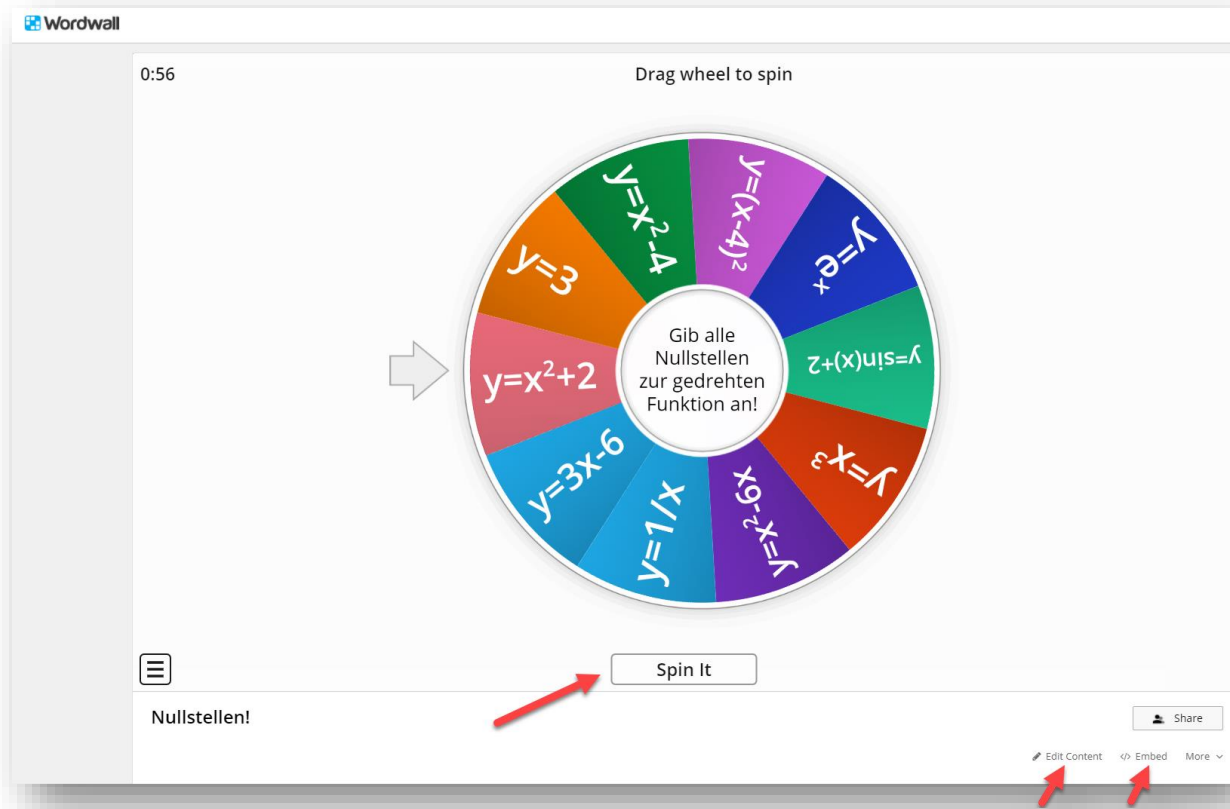 Wordwall
0:56
Drag wheel to spin
y=x²-4
y=(x-4)²
y=eˣ
y=sin(x)+2
y=x³
y=x²-6x
y=1/x
y=3x-6
y=x²+2
y=3
Gib alle
Nullstellen
zur gedrehten
Funktion an!
Spin It
Nullstellen!
Share
Edit Content
</> Embed
More